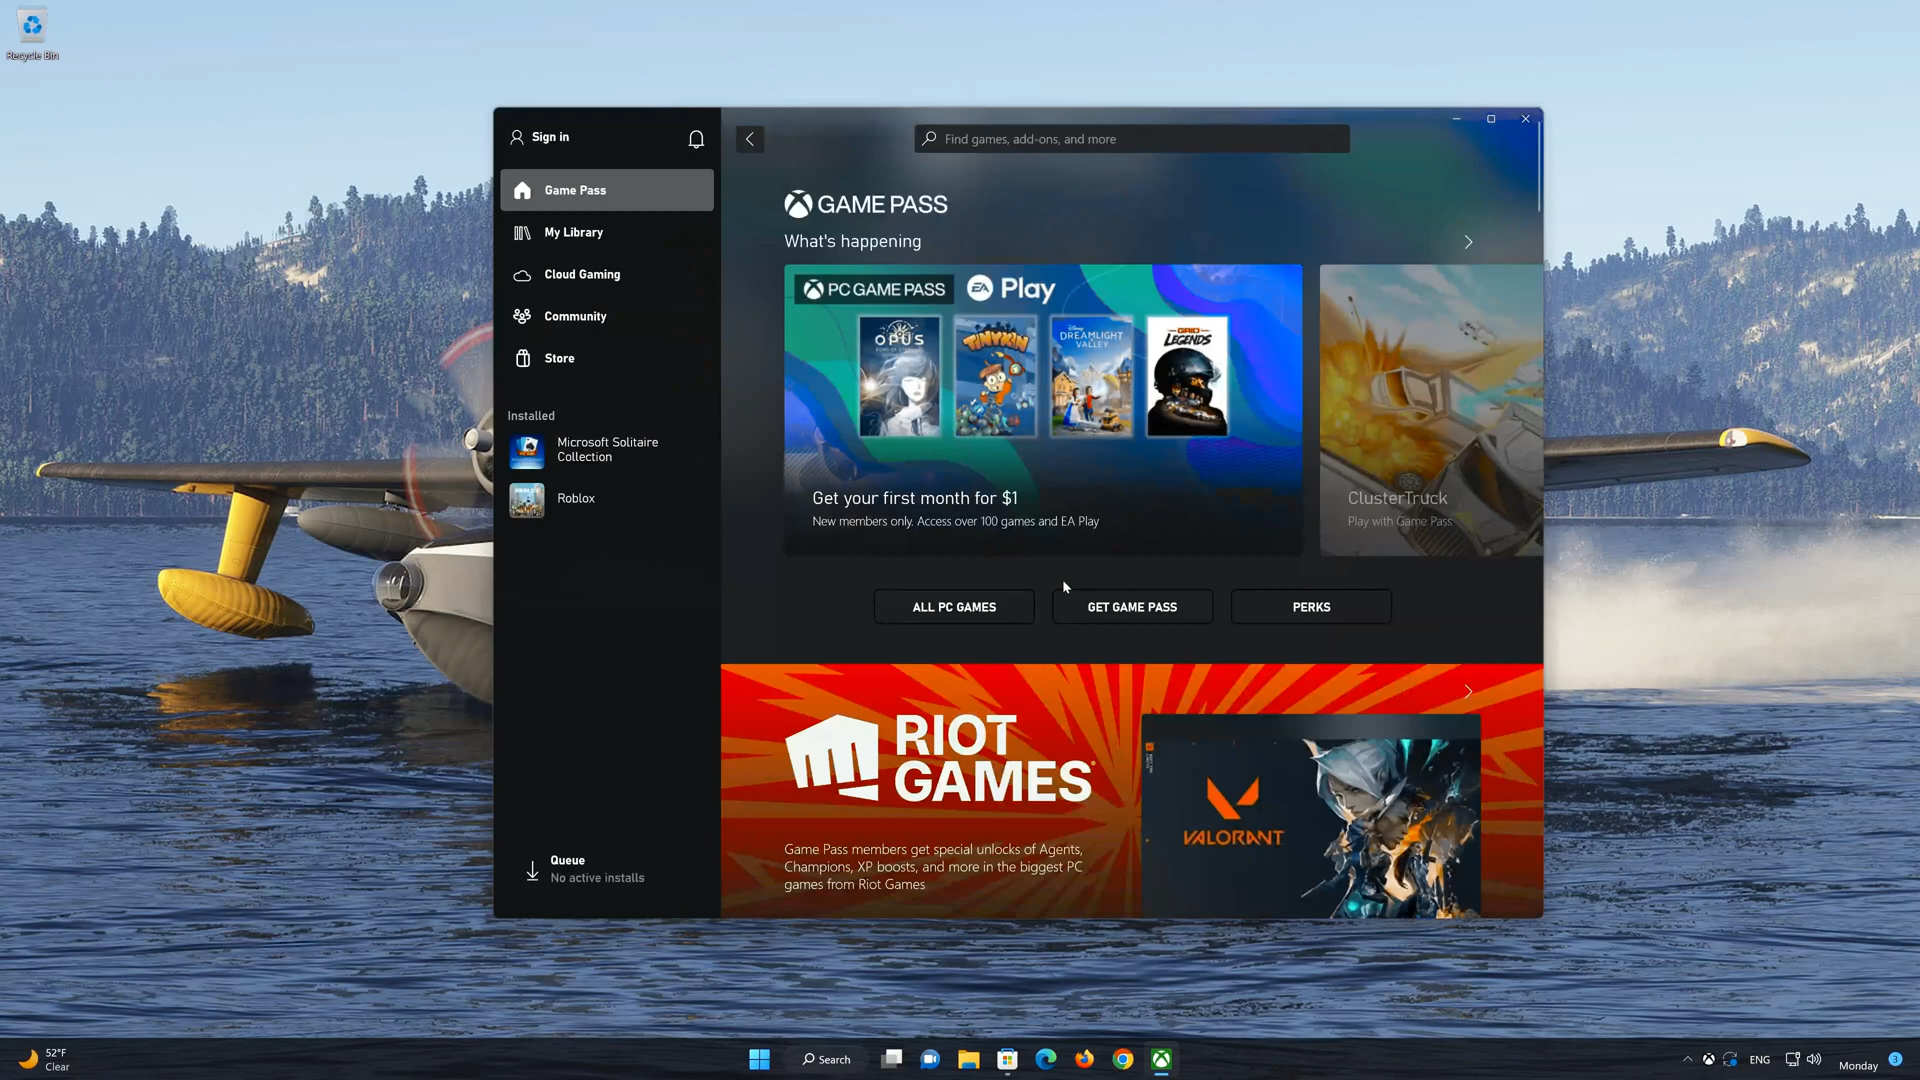 Recycle Bin
Sign in
Find games, add-ons, and more
Game Pass
My Library
Cloud Gaming
Community
Store
Installed
Microsoft Solitaire
Collection
Roblox
Queue
No active installs
GAME PASS
What's happening
PC GAME PASS EA Play
OPUS
TINYKIN
Disney
DREAMLIGHT
VALLEY
GRID
LEGENDS
Get your first month for $1
New members only. Access over 100 games and EA Play
ClusterTruck
Play with Game Pass
ALL PC GAMES
GET GAME PASS
PERKS
RIOT
GAMES
VALORANT
Game Pass members get special unlocks of Agents,
Champions, XP boosts, and more in the biggest PC
games from Riot Games
52°F
Clear
Search
ENG
Monday
3